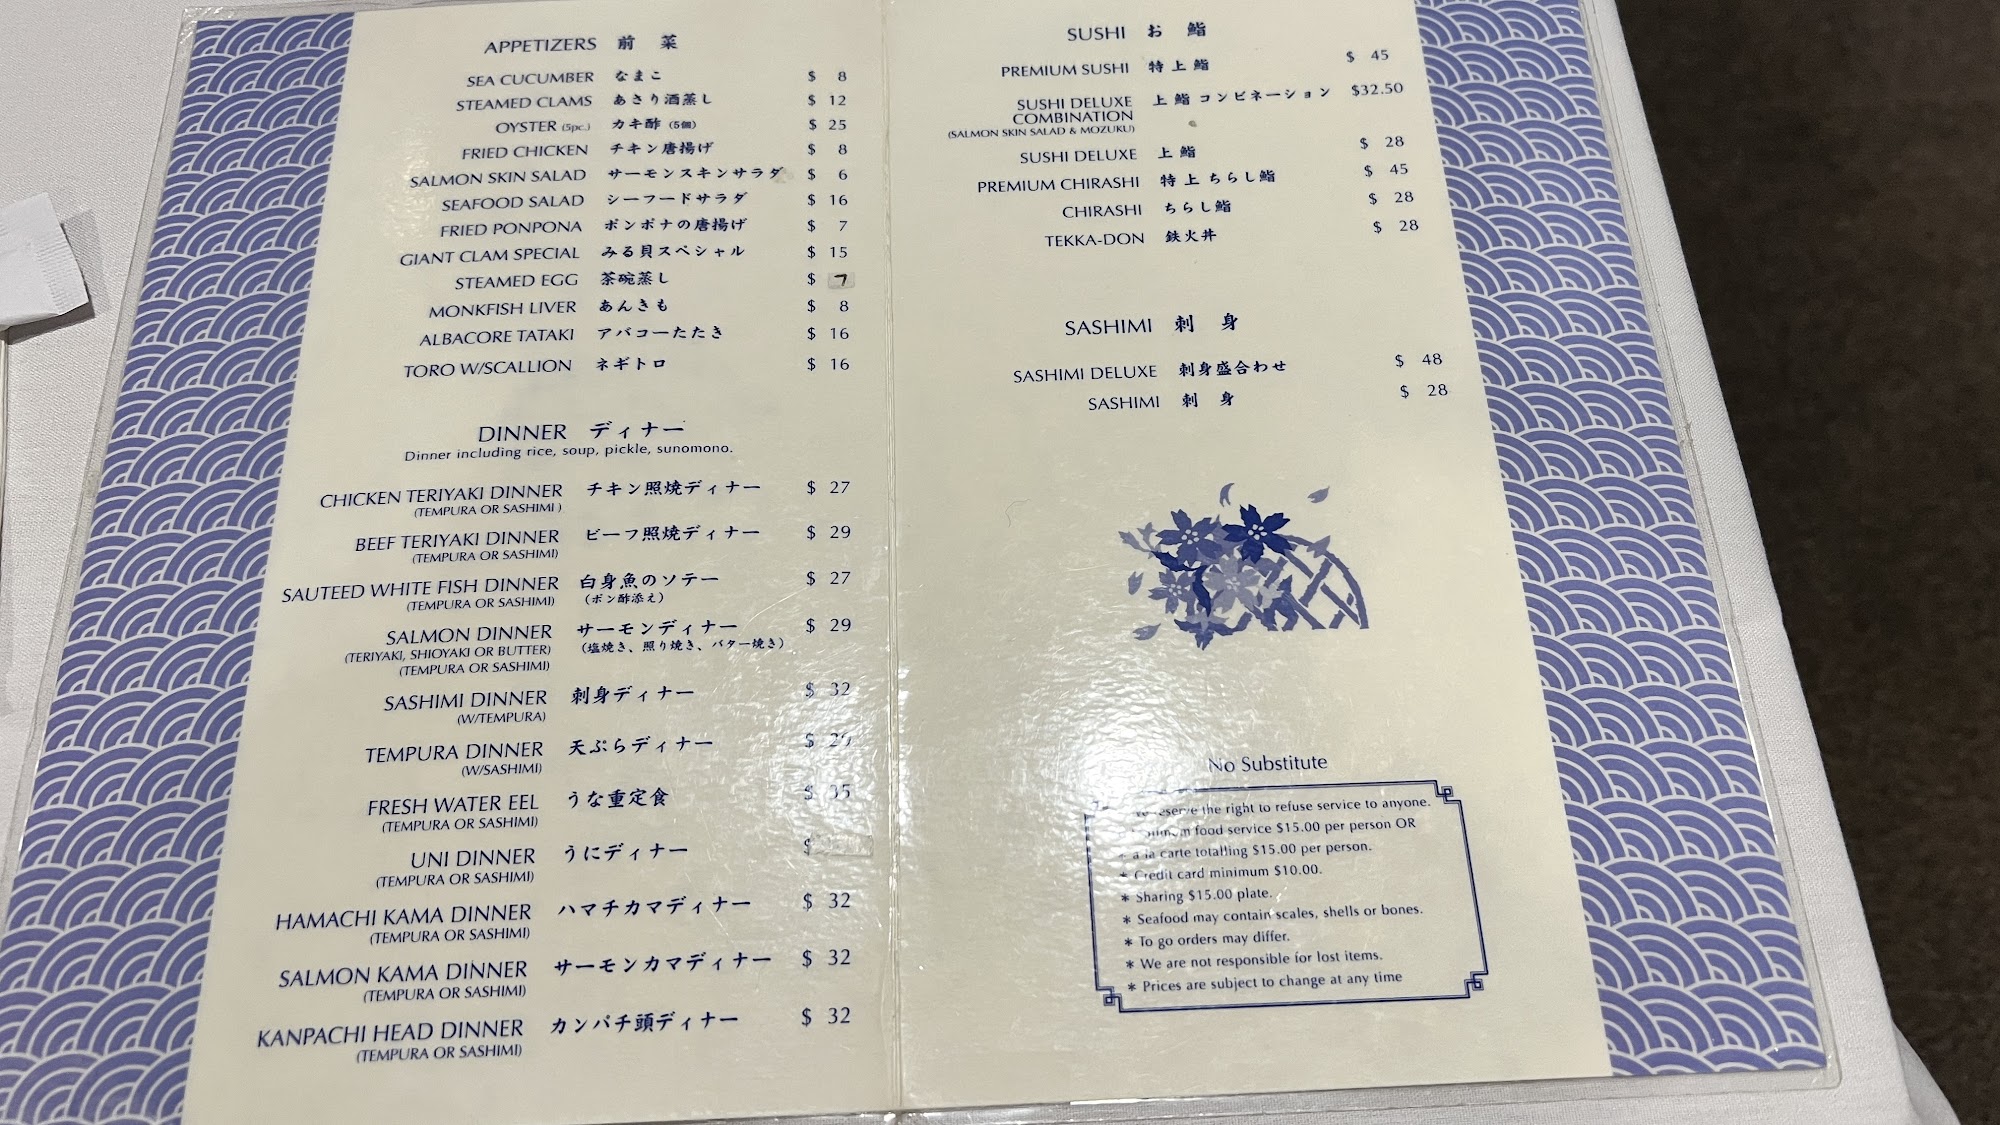 APPETIZERS 前 菜
SEA CUCUMBER なまこ $ 8
STEAMED CLAMS あさり酒蒸し $ 12
OYSTER (5pc.) カキ酢 (5個) $ 25
FRIED CHICKEN チキン唐揚げ $ 8
SALMON SKIN SALAD サーモンスキンサラダ $ 6
SEAFOOD SALAD シーフードサラダ $ 16
FRIED PONPONA ポンポナの唐揚げ $ 7
GIANT CLAM SPECIAL みる貝スペシャル $ 15
STEAMED EGG 茶碗蒸し $ 7
MONKFISH LIVER あんきも $ 8
ALBACORE TATAKI アバコーたたき $ 16
TORO W/SCALLION ネギトロ $ 16
DINNER ディナー
Dinner including rice, soup, pickle, sunomono.
CHICKEN TERIYAKI DINNER チキン照焼ディナー $ 27
(TEMPURA OR SASHIMI )
BEEF TERIYAKI DINNER ビーフ照焼ディナー $ 29
(TEMPURA OR SASHIMI)
SAUTEED WHITE FISH DINNER 白身魚のソテー $ 27
(TEMPURA OR SASHIMI) (ポン酢添え)
SALMON DINNER サーモンディナー $ 29
(TERIYAKI, SHIOYAKI OR BUTTER) (塩焼き、照り焼き、バター焼き)
(TEMPURA OR SASHIMI)
SASHIMI DINNER 刺身ディナー $ 32
(W/TEMPURA)
TEMPURA DINNER 天ぷらディナー $
(W/SASHIMI)
FRESH WATER EEL うな重定食 $ 35
(TEMPURA OR SASHIMI)
UNI DINNER うにディナー $
(TEMPURA OR SASHIMI)
HAMACHI KAMA DINNER ハマチカマディナー $ 32
(TEMPURA OR SASHIMI)
SALMON KAMA DINNER サーモンカマディナー $ 32
(TEMPURA OR SASHIMI)
KANPACHI HEAD DINNER カンパチ頭ディナー $ 32
(TEMPURA OR SASHIMI)
SUSHI お 鮨
PREMIUM SUSHI 特上鮨 $ 45
SUSHI DELUXE 上鮨コンビネーション $32.50
COMBINATION
(SALMON SKIN SALAD & MOZUKU)
SUSHI DELUXE 上鮨 $ 28
PREMIUM CHIRASHI 特上ちらし鮨 $ 45
CHIRASHI ちらし鮨 $ 28
TEKKA-DON 鉄火丼 $ 28
SASHIMI 刺 身
SASHIMI DELUXE 刺身盛合わせ $ 48
SASHIMI 刺 身 $ 28
No Substitute
reserve the right to refuse service to anyone.
food service $15.00 per person OR
a la carte totalling $15.00 per person.
* Credit card minimum $10.00.
* Sharing $15.00 plate.
* Seafood may contain scales, shells or bones.
* To go orders may differ.
* We are not responsible for lost items.
* Prices are subject to change at any time